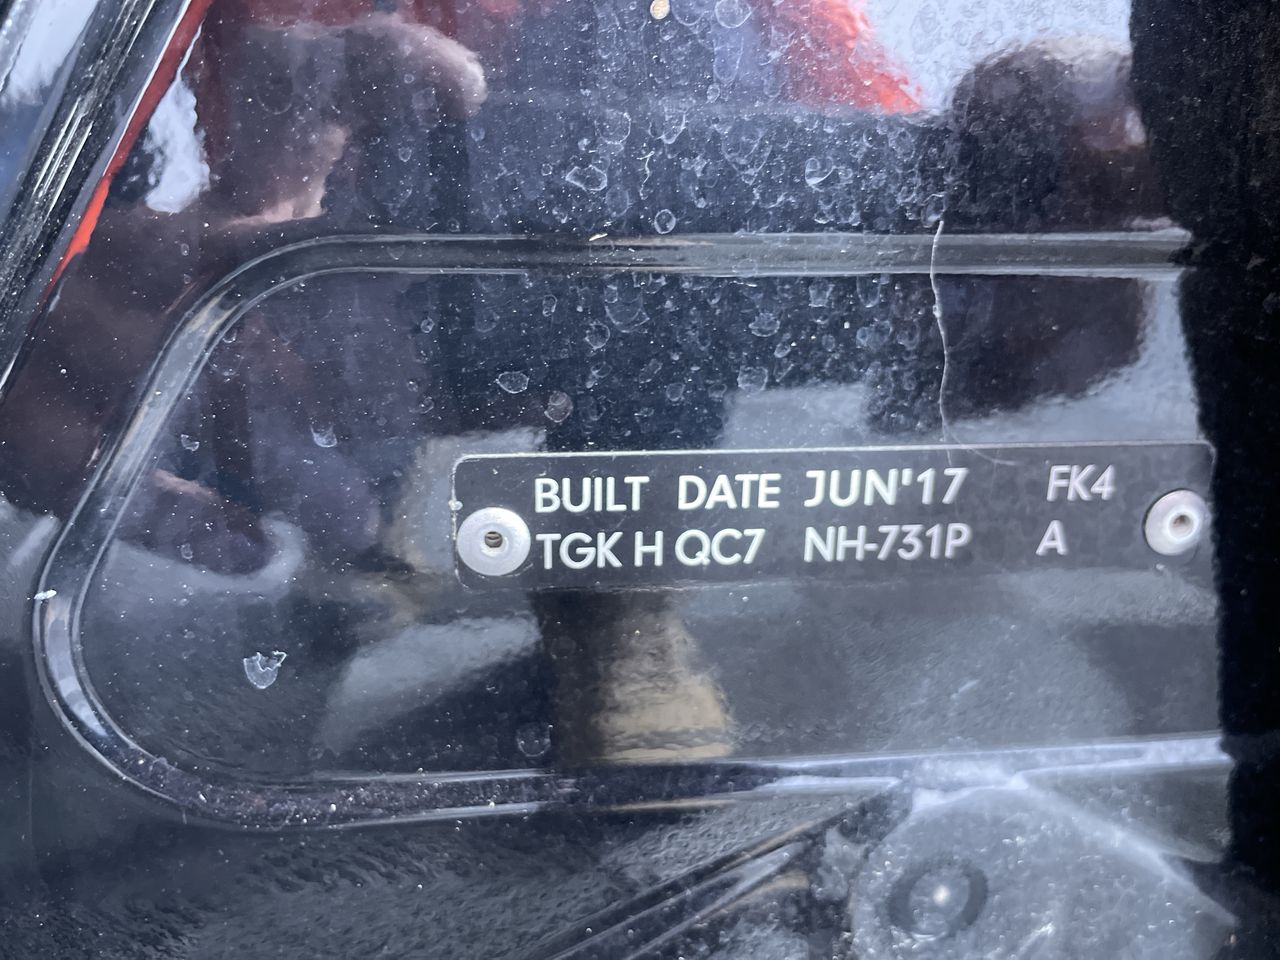 BUILT DATE JUN'17 FK4
TGK H QC7 NH-731P A